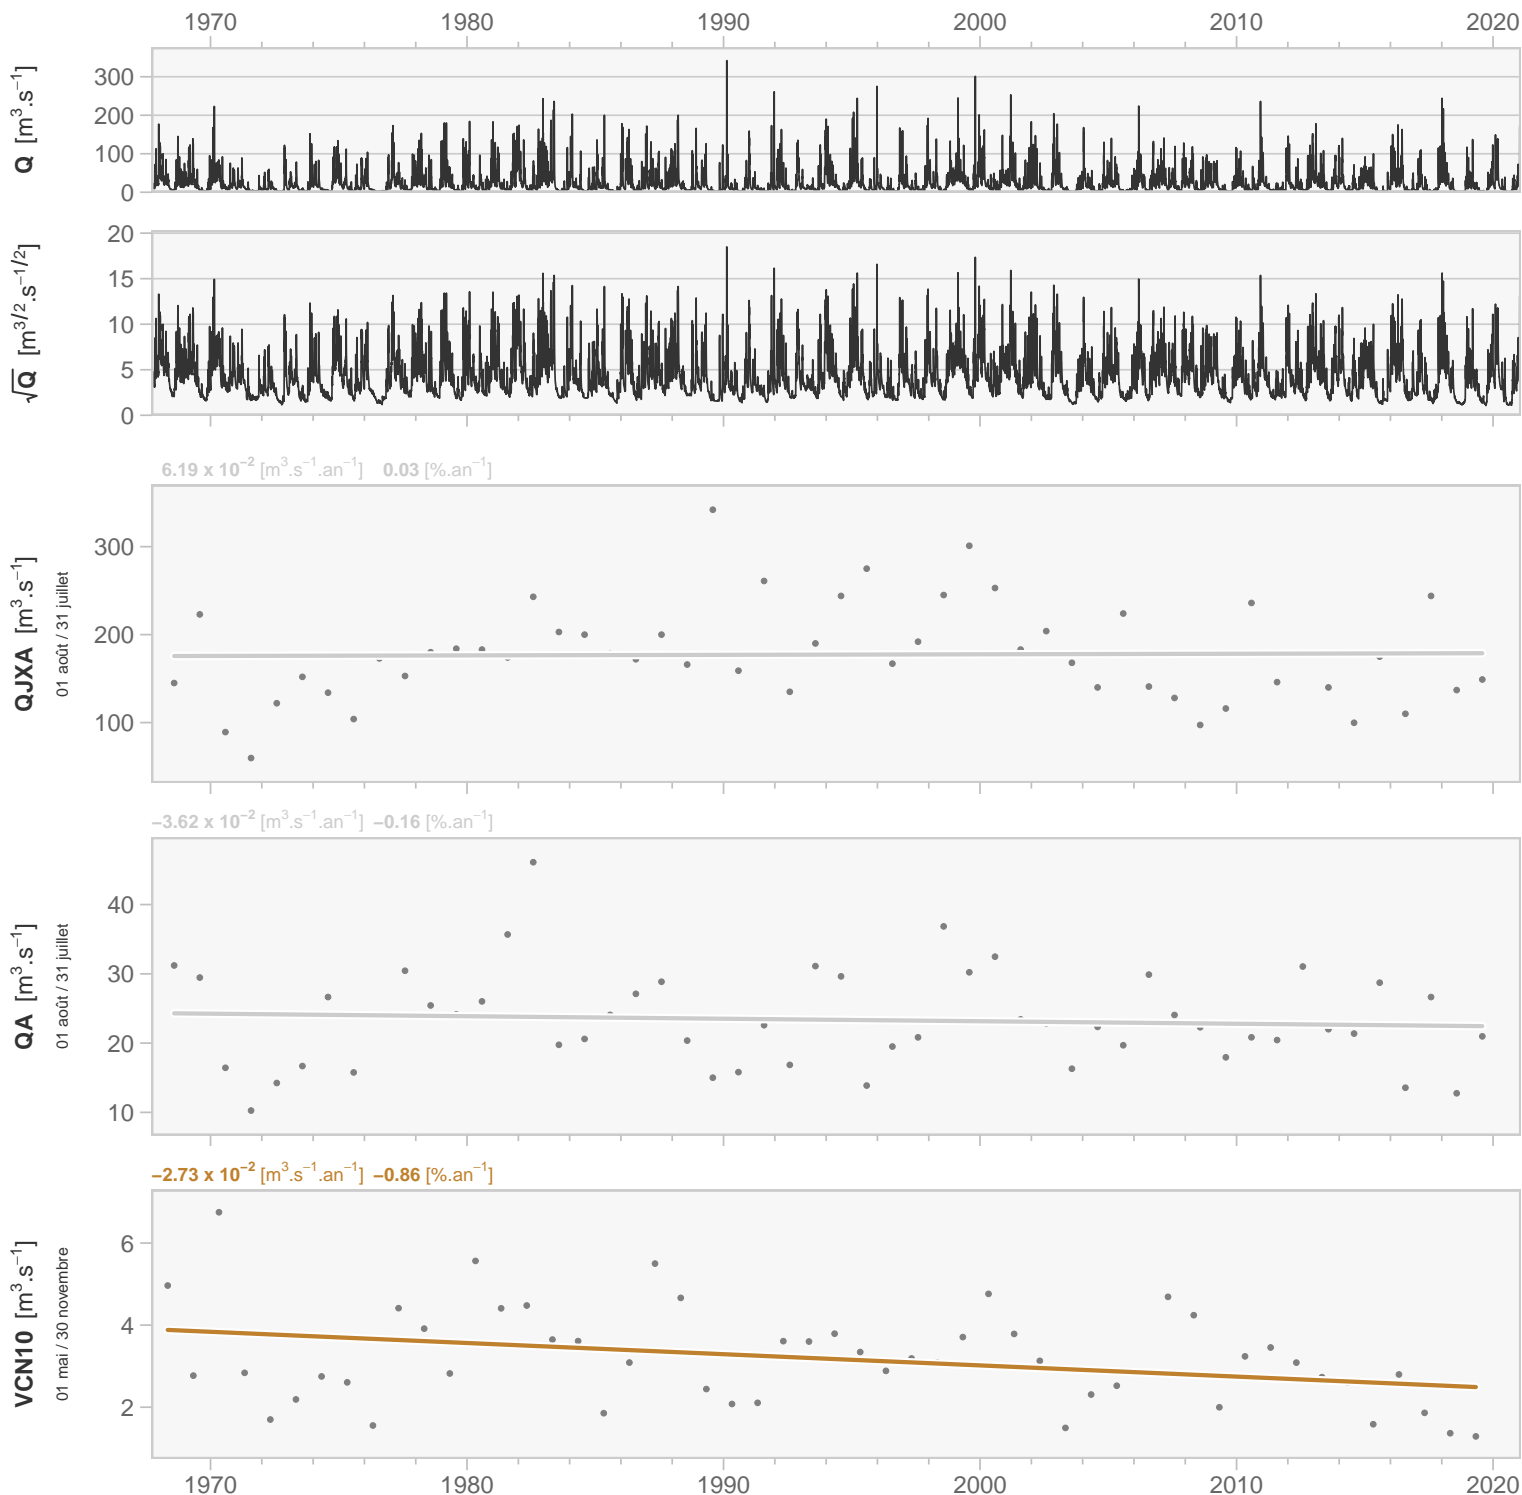 1970 1980 1990 2000 2010 2020
Q [m³.s⁻¹]
300
200
100
0
√Q [m³ᐟ².s⁻¹ᐟ²]
20
15
10
5
0
6.19 x 10⁻² [m³.s⁻¹.an⁻¹] 0.03 [%.an⁻¹]
QJXA [m³.s⁻¹]
01 août / 31 juillet
300
200
100
−3.62 x 10⁻² [m³.s⁻¹.an⁻¹] −0.16 [%.an⁻¹]
QA [m³.s⁻¹]
01 août / 31 juillet
40
30
20
10
−2.73 x 10⁻² [m³.s⁻¹.an⁻¹] −0.86 [%.an⁻¹]
VCN10 [m³.s⁻¹]
01 mai / 30 novembre
6
4
2
1970 1980 1990 2000 2010 2020